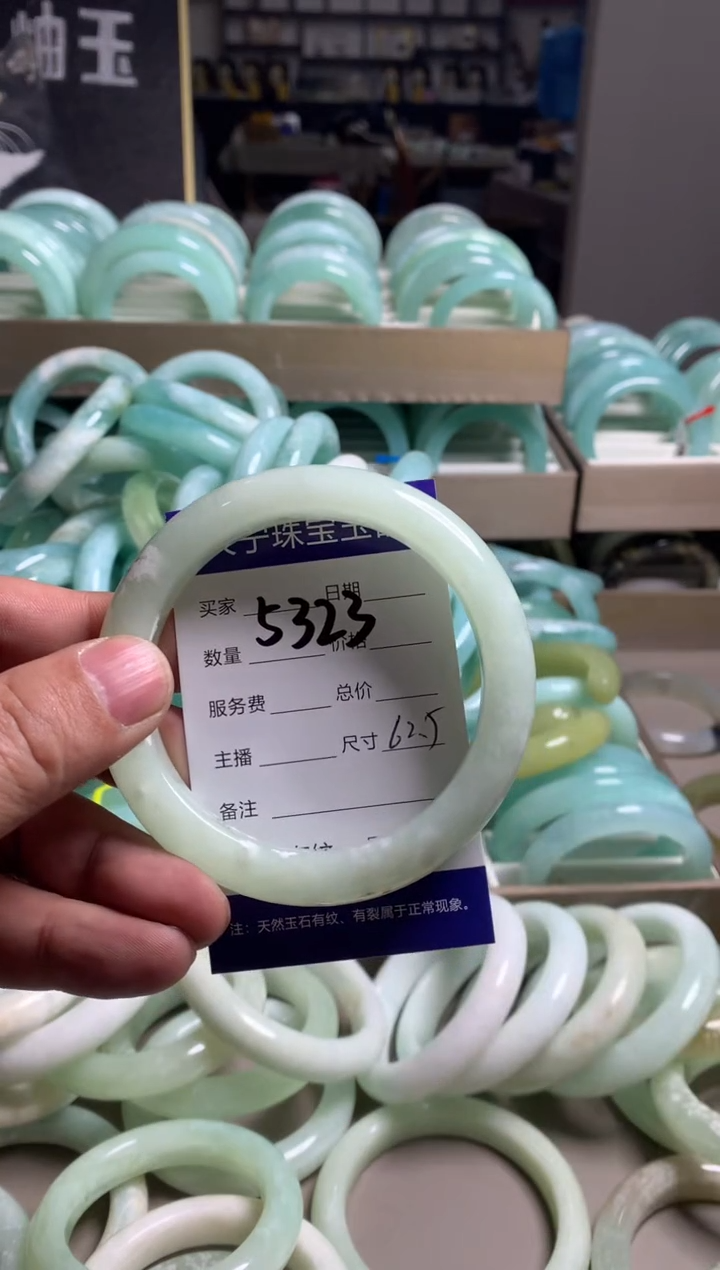 岫玉
宁珠宝玉
买家 日期
5323
数量 价格
服务费 总价
主播 尺寸 62.5
备注
注：天然玉石有纹、有裂属于正常现象。